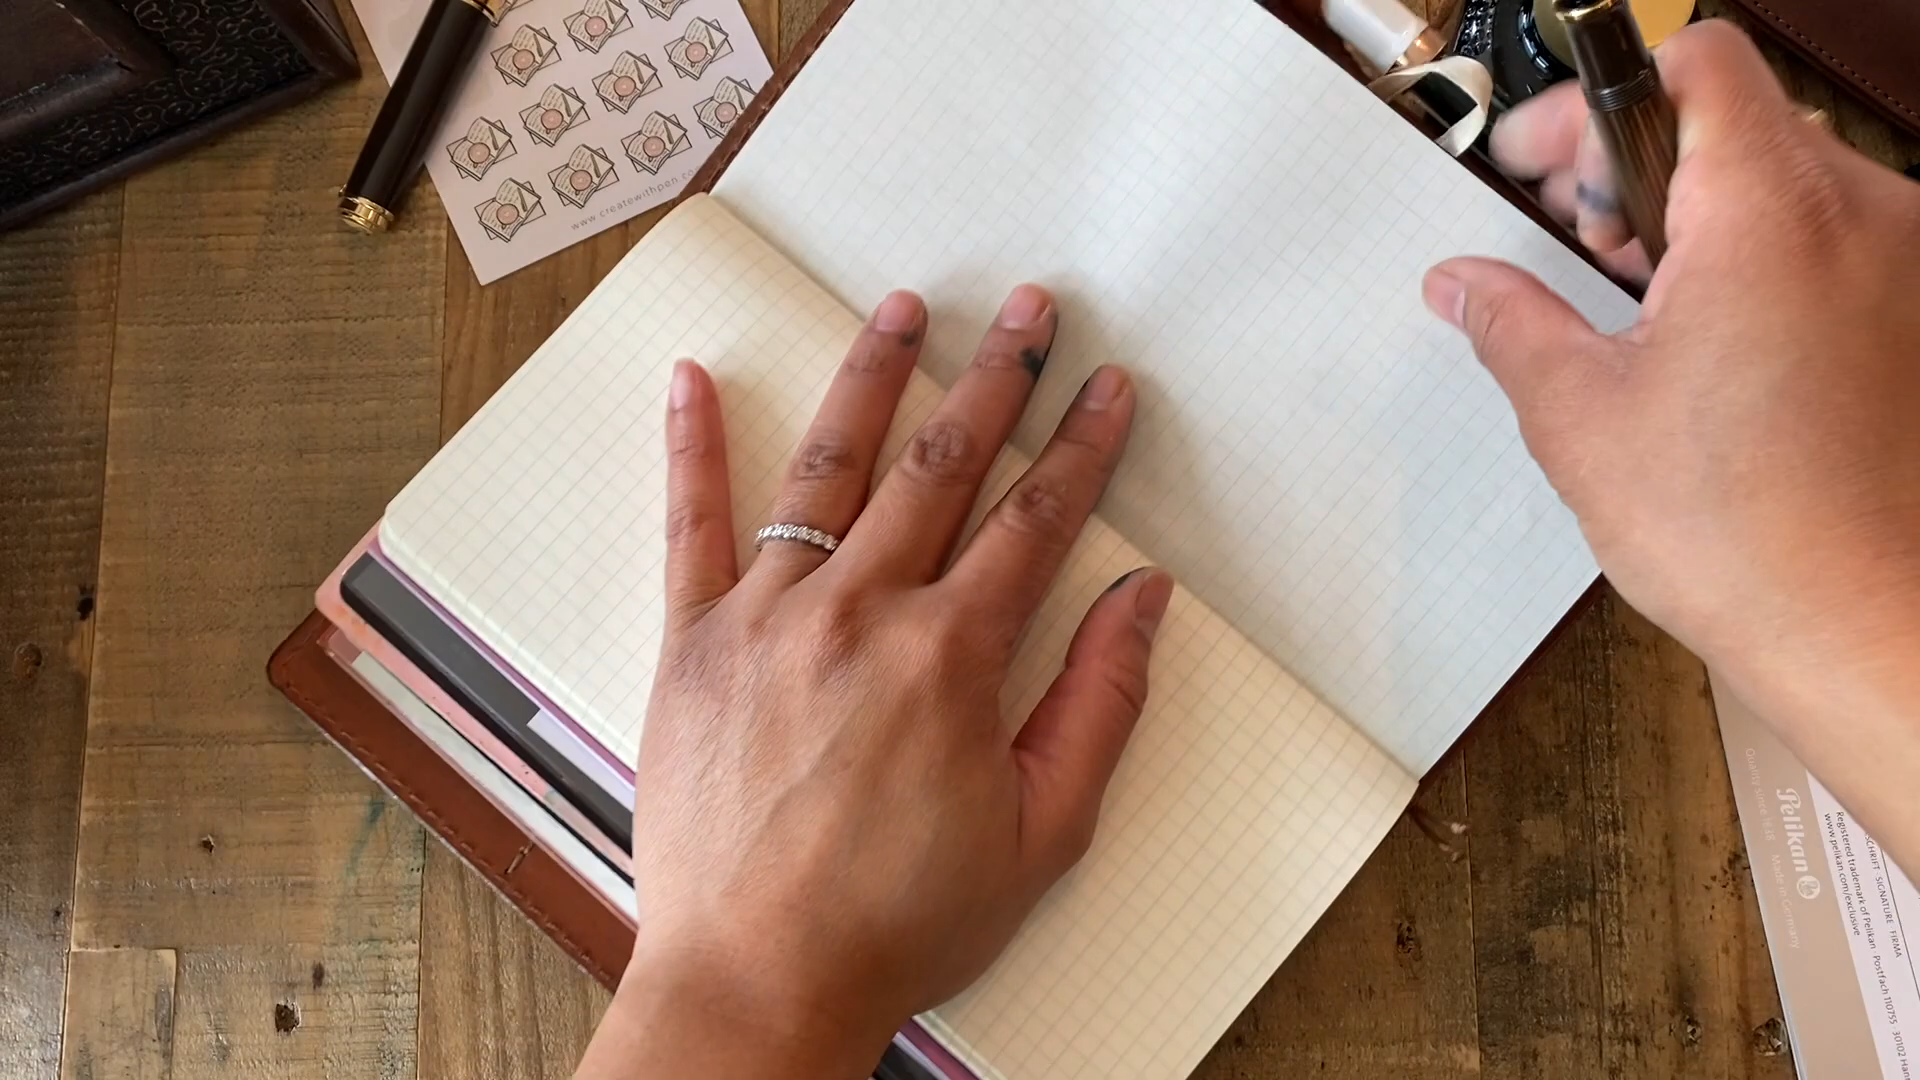 www.createwithpen.co
Quality since 1838 Made in Germany
Pelikan
SCHRIFT SIGNATURE FIRMA
Registered trademark of Pelikan Postfach 110755 30102 Han
www.pelikan.com/exclusive